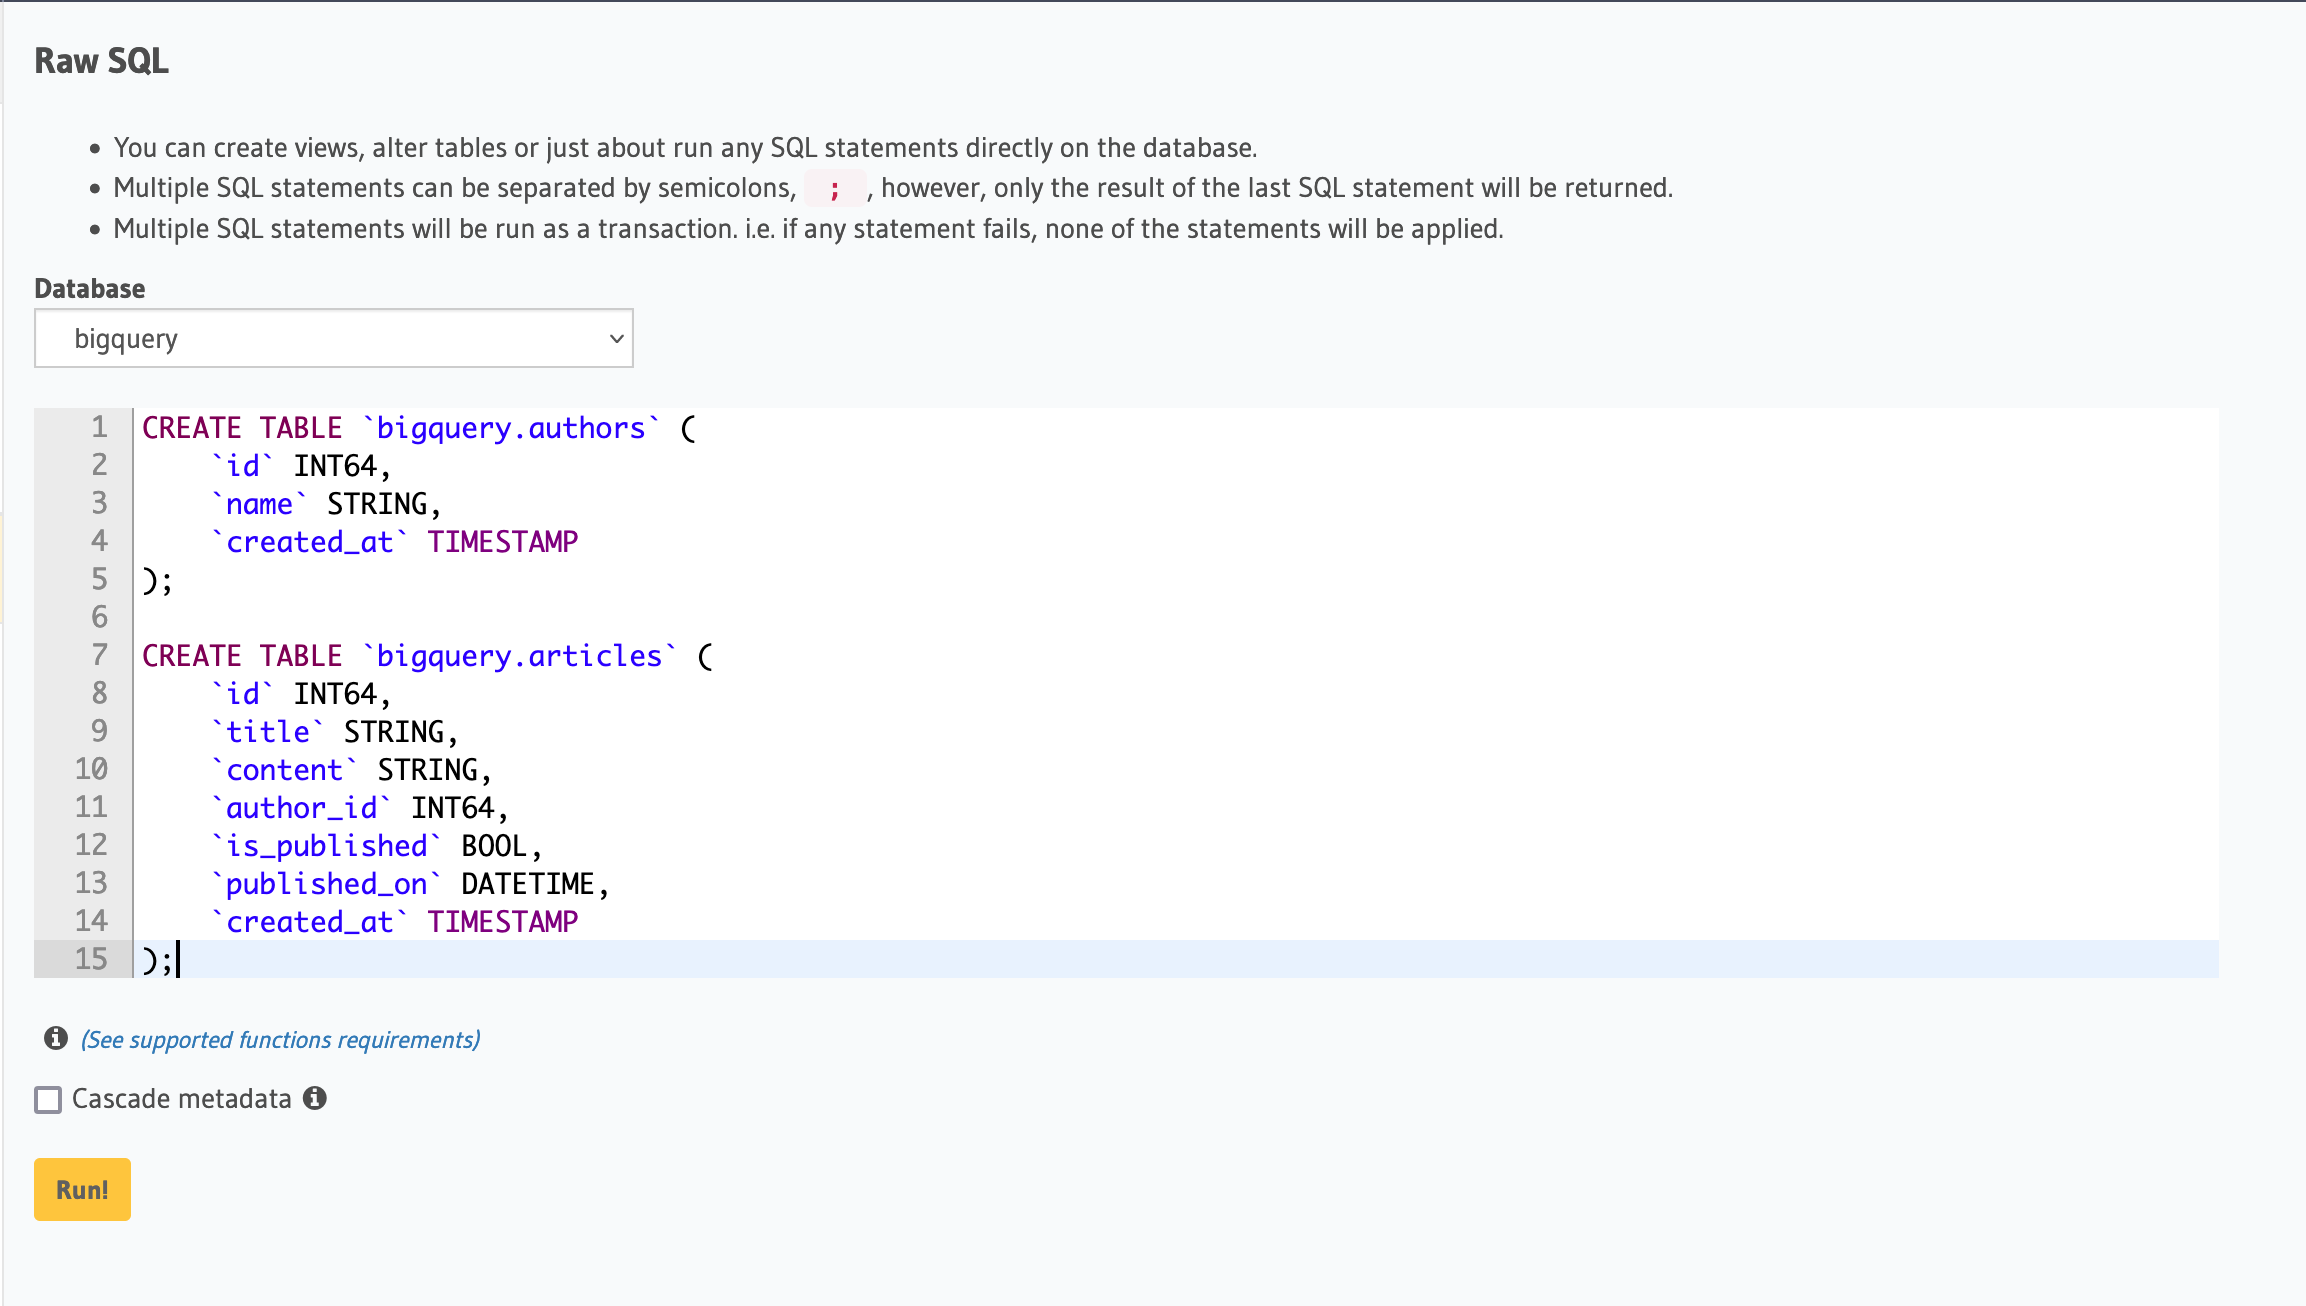 Raw SQL
• You can create views, alter tables or just about run any SQL statements directly on the database.
• Multiple SQL statements can be separated by semicolons, ; , however, only the result of the last SQL statement will be returned.
• Multiple SQL statements will be run as a transaction. i.e. if any statement fails, none of the statements will be applied.
Database
bigquery
1 CREATE TABLE `bigquery.authors` (
2     `id` INT64,
3     `name` STRING,
4     `created_at` TIMESTAMP
5 );
6
7 CREATE TABLE `bigquery.articles` (
8     `id` INT64,
9     `title` STRING,
10     `content` STRING,
11     `author_id` INT64,
12     `is_published` BOOL,
13     `published_on` DATETIME,
14     `created_at` TIMESTAMP
15 );
(See supported functions requirements)
Cascade metadata
Run!